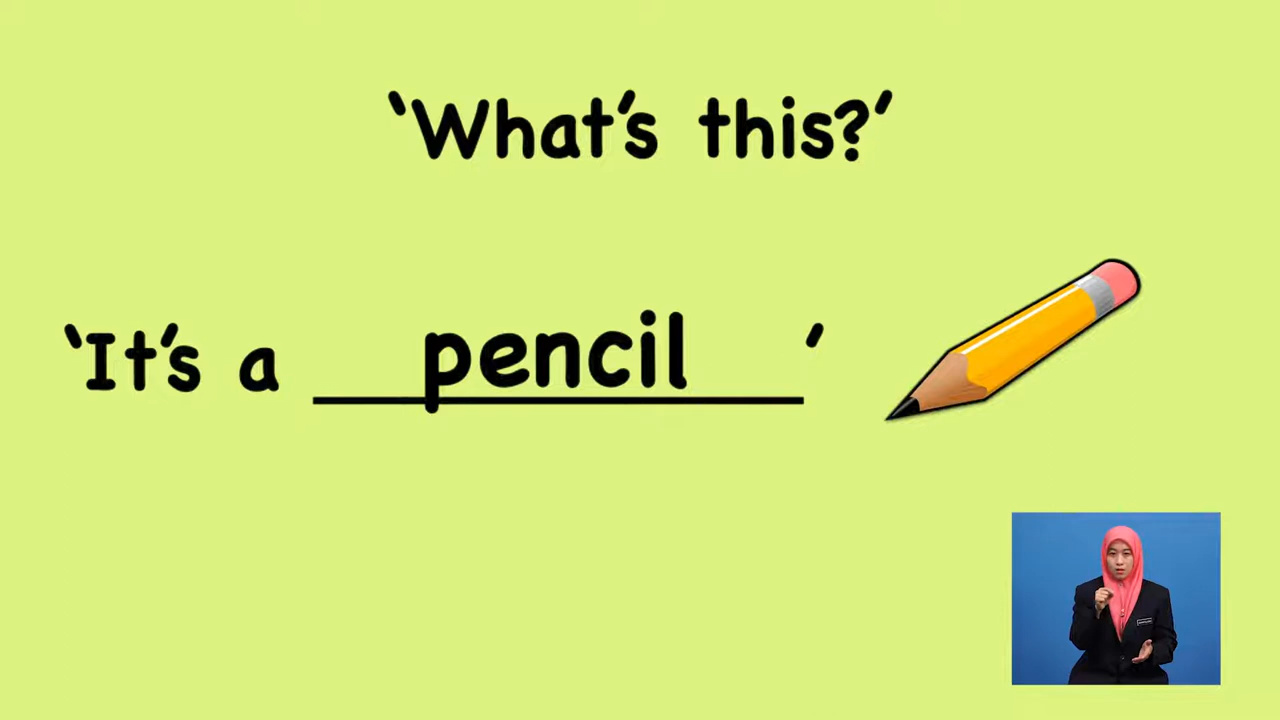 ‘What’s this?’
‘It’s a pencil ’